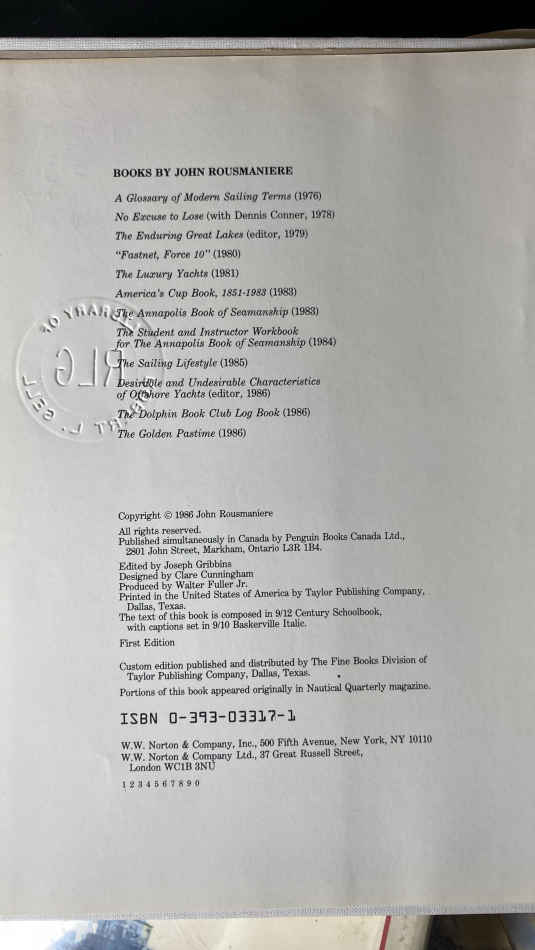 BOOKS BY JOHN ROUSMANIERE
A Glossary of Modern Sailing Terms (1976)
No Excuse to Lose (with Dennis Conner, 1978)
The Enduring Great Lakes (editor, 1979)
"Fastnet, Force 10" (1980)
The Luxury Yachts (1981)
America's Cup Book, 1851-1983 (1983)
The Annapolis Book of Seamanship (1983)
The Student and Instructor Workbook
for The Annapolis Book of Seamanship (1984)
The Sailing Lifestyle (1985)
Desirable and Undesirable Characteristics
of Offshore Yachts (editor, 1986)
The Dolphin Book Club Log Book (1986)
The Golden Pastime (1986)
LIBRARY OF
RLG
Copyright © 1986 John Rousmaniere
All rights reserved.
Published simultaneously in Canada by Penguin Books Canada Ltd.,
2801 John Street, Markham, Ontario L3R 1B4.
Edited by Joseph Gribbins
Designed by Clare Cunningham
Produced by Walter Fuller Jr.
Printed in the United States of America by Taylor Publishing Company,
Dallas, Texas.
The text of this book is composed in 9/12 Century Schoolbook,
with captions set in 9/10 Baskerville Italic.
First Edition
Custom edition published and distributed by The Fine Books Division of
Taylor Publishing Company, Dallas, Texas.
Portions of this book appeared originally in Nautical Quarterly magazine.
ISBN 0-393-03317-1
W.W. Norton & Company, Inc., 500 Fifth Avenue, New York, NY 10110
W.W. Norton & Company Ltd., 37 Great Russell Street,
London WC1B 3NU
1 2 3 4 5 6 7 8 9 0